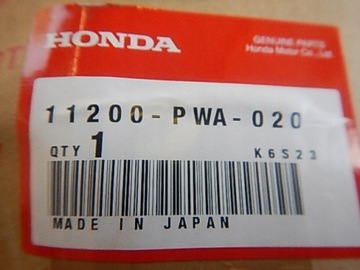 HONDA
GENUINE PARTS
Honda Motor Co., Ltd.
11200-PWA-020
QTY 1 K6S23
MADE IN JAPAN